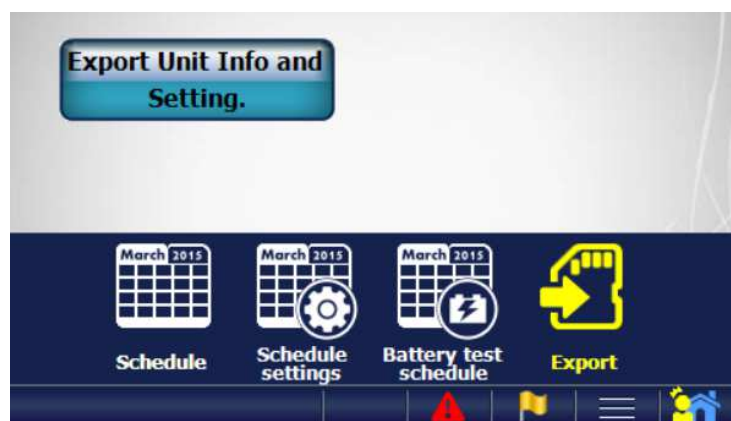 Export Unit Info and
Setting.
March 2015
March 2015
March 2015
Schedule
Schedule
settings
Battery test
schedule
Export